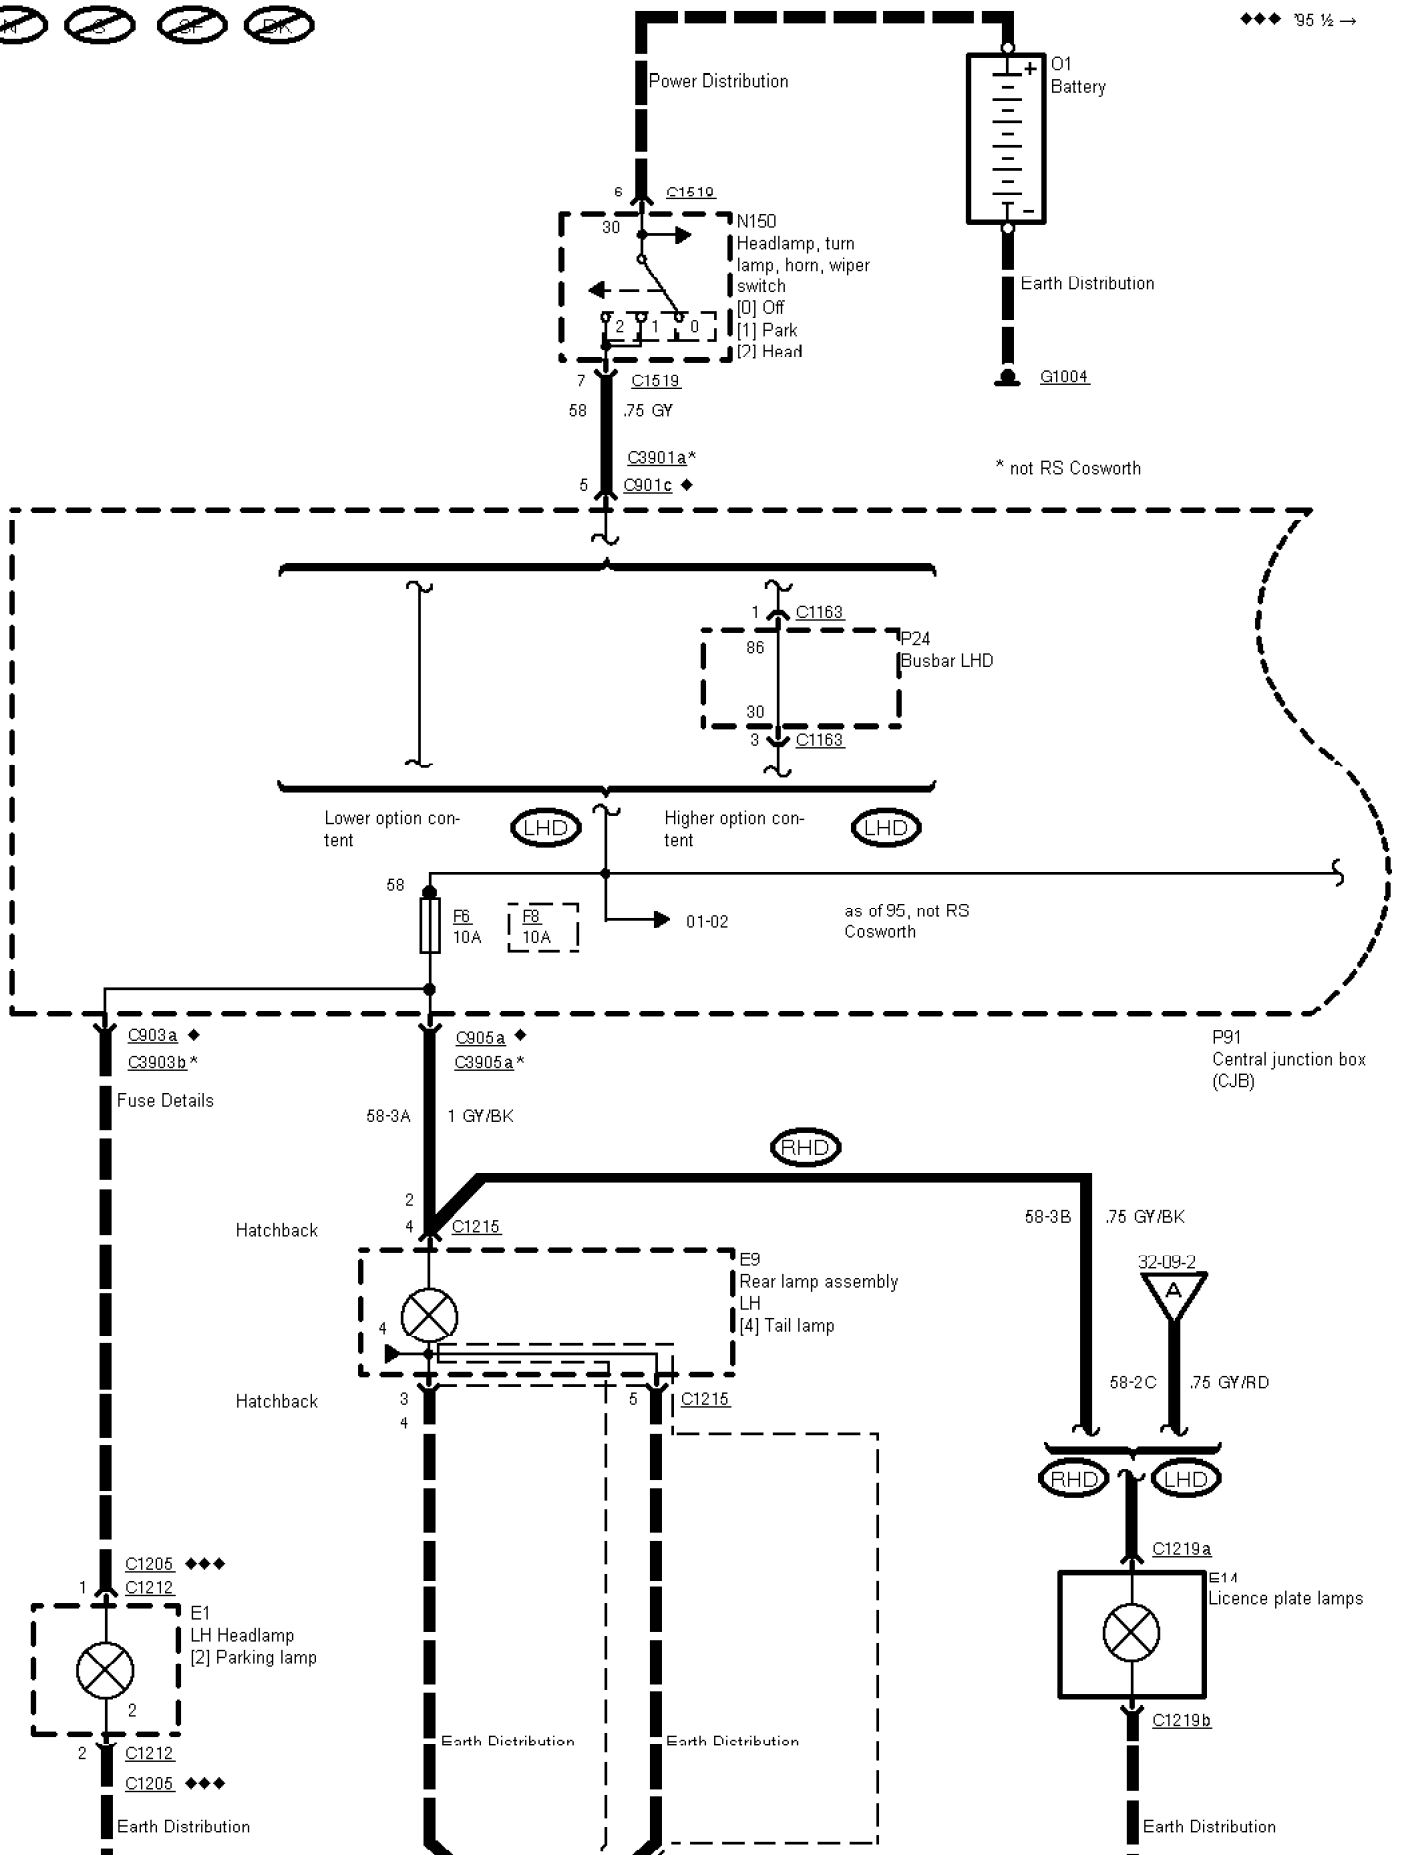 N S SF DK
◆◆◆ '95 ½ →
Power Distribution
+
O1
Battery
–
6 C1519
30
N150
Headlamp, turn
lamp, horn, wiper
switch
[0] Off
[1] Park
[2] Head
2 1 0
Earth Distribution
G1004
7 C1519
58 .75 GY
C3901a*
5 C901c ◆
* not RS Cosworth
1 C1163
86
P24
Busbar LHD
30
3 C1163
Lower option con-
tent
LHD
Higher option con-
tent
LHD
58
F6
10A
F8
10A
01-02
as of 95, not RS
Cosworth
C903a ◆
C3903b*
Fuse Details
C905a ◆
C3905a*
P91
Central junction box
(CJB)
58-3A 1 GY/BK
RHD
2
Hatchback 4 C1215
58-3B .75 GY/BK
32-09-2
A
E9
Rear lamp assembly
LH
[4] Tail lamp
4
58-2C .75 GY/RD
Hatchback 3
4
5 C1215
RHD LHD
C1205 ◆◆◆
1 C1212
E1
LH Headlamp
[2] Parking lamp
2
2 C1212
C1205 ◆◆◆
Earth Distribution
Earth Distribution
Earth Distribution
C1219a
E14
Licence plate lamps
C1219b
Earth Distribution